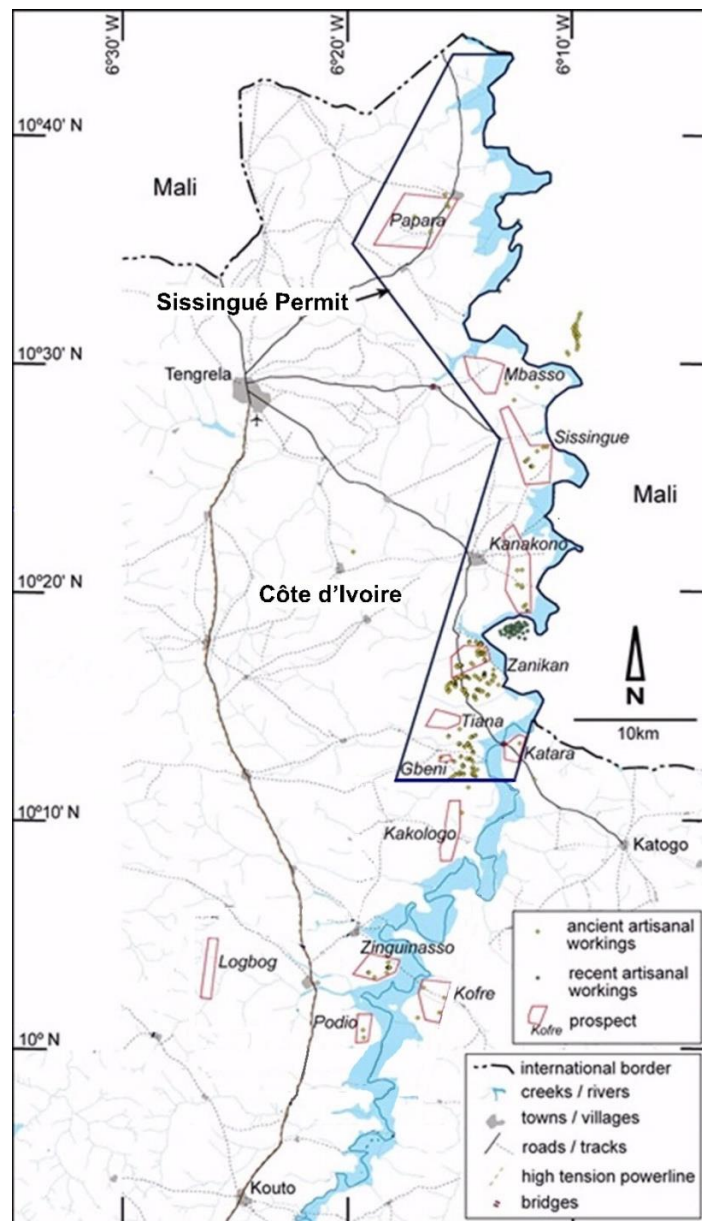 6°30' W
6°20' W
6°10' W
10°40' N
Mali
Papara
Sissingué Permit
10°30' N
Tengrela
Mbasso
Sissingue
Mali
Kanakono
10°20' N
Côte d'Ivoire
Zanikan
N
10km
Tiana
Gbeni
Katara
10°10' N
Kakologo
Katogo
Zinguinasso
Logbog
Kofre
Podio
10° N
Kouto
ancient artisanal
workings
recent artisanal
workings
Kofre
prospect
international border
creeks / rivers
towns / villages
roads / tracks
high tension powerline
bridges